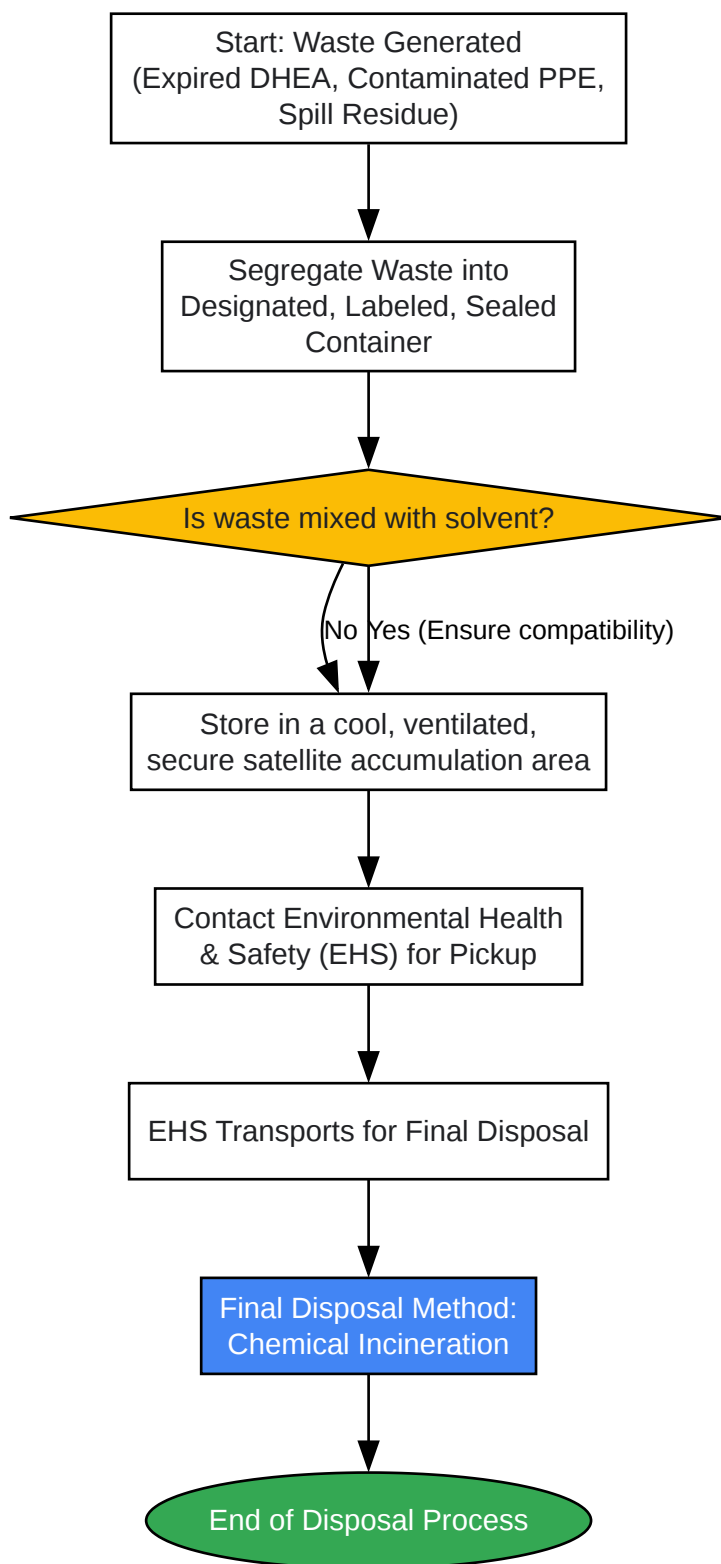 Start: Waste Generated
(Expired DHEA, Contaminated PPE,
Spill Residue)
Segregate Waste into
Designated, Labeled, Sealed
Container
Is waste mixed with solvent?
No
Yes (Ensure compatibility)
Store in a cool, ventilated,
secure satellite accumulation area
Contact Environmental Health
& Safety (EHS) for Pickup
EHS Transports for Final Disposal
Final Disposal Method:
Chemical Incineration
End of Disposal Process